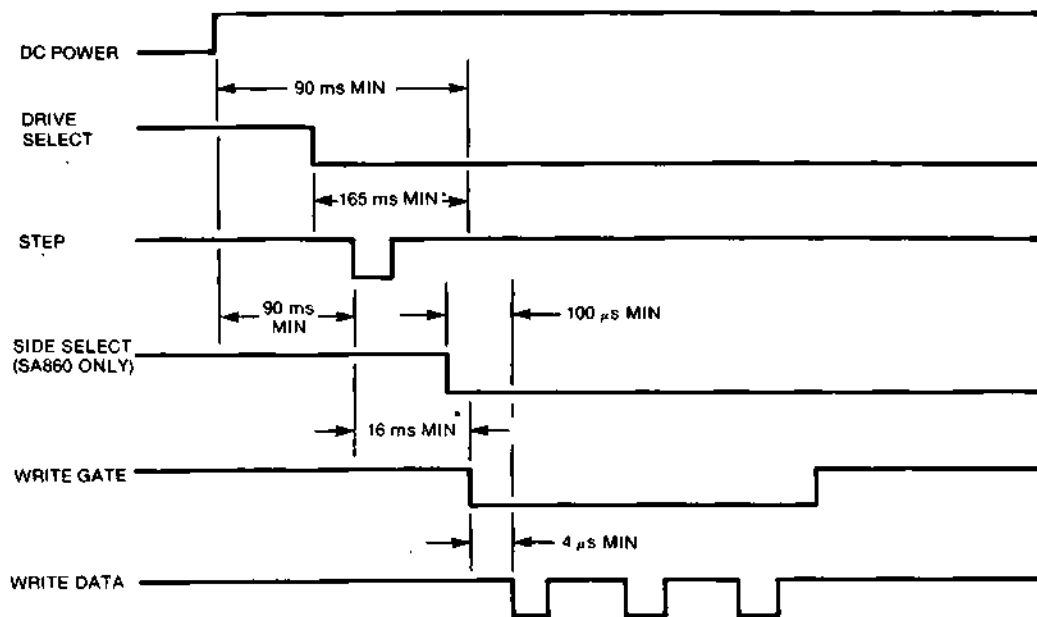 DC POWER
90 ms MIN
DRIVE
SELECT
165 ms MIN*
STEP
90 ms
MIN
100 μs MIN
SIDE SELECT
(SA860 ONLY)
16 ms MIN*
WRITE GATE
4 μs MIN
WRITE DATA